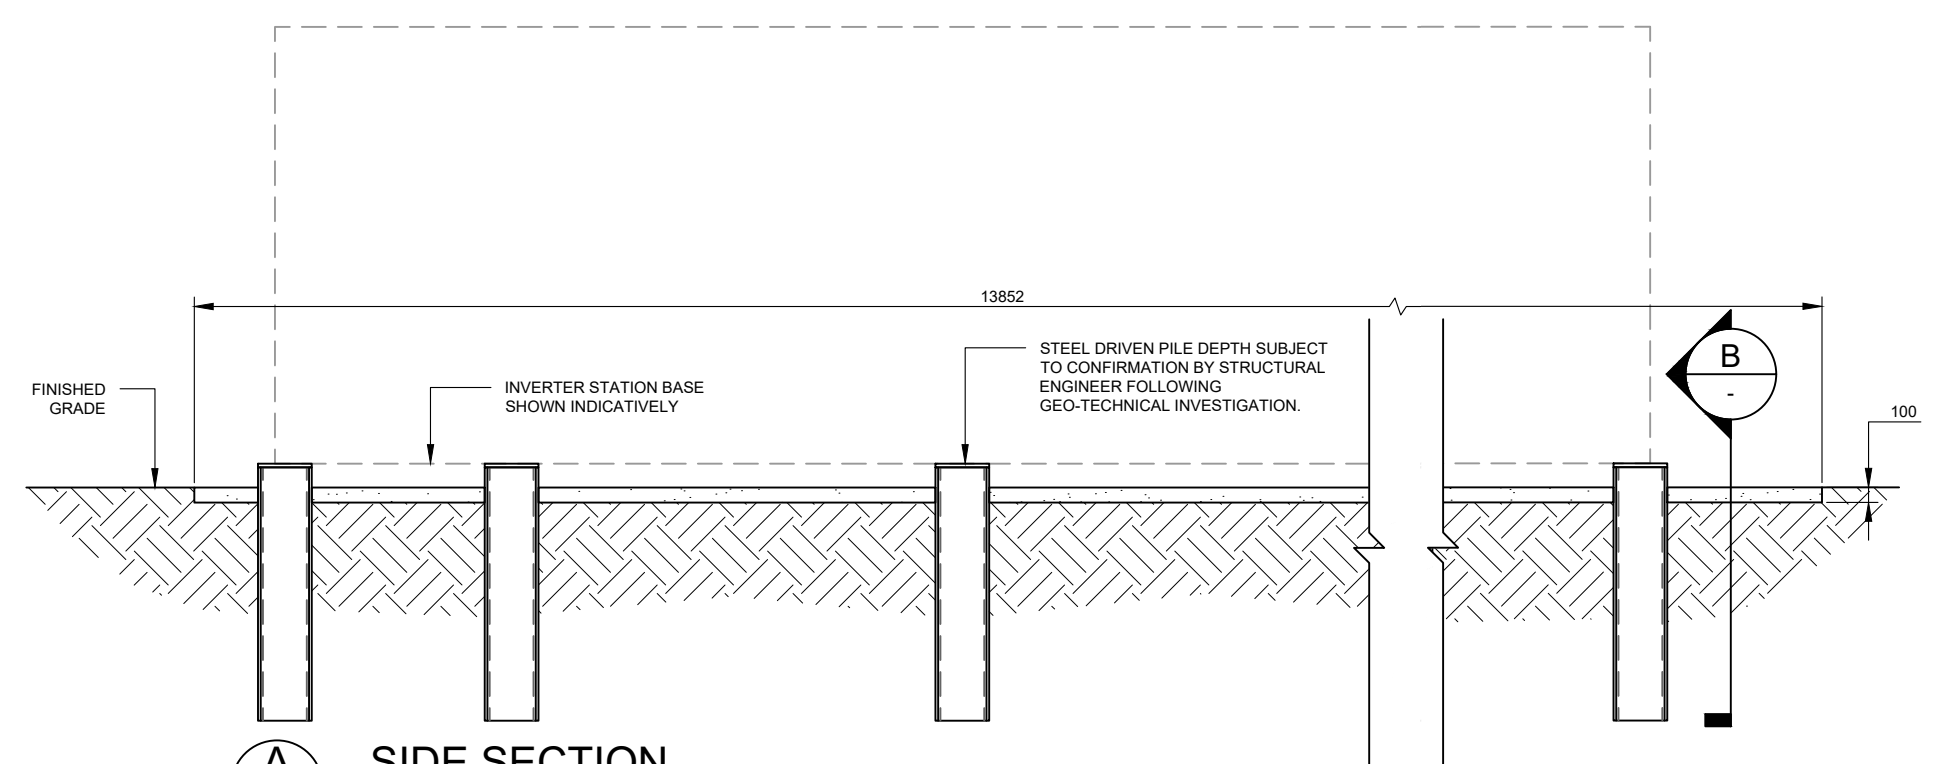 13852
STEEL DRIVEN PILE DEPTH SUBJECT
TO CONFIRMATION BY STRUCTURAL
ENGINEER FOLLOWING
GEO-TECHNICAL INVESTIGATION.
B
-
FINISHED
GRADE
INVERTER STATION BASE
SHOWN INDICATIVELY
100
A
SIDE SECTION